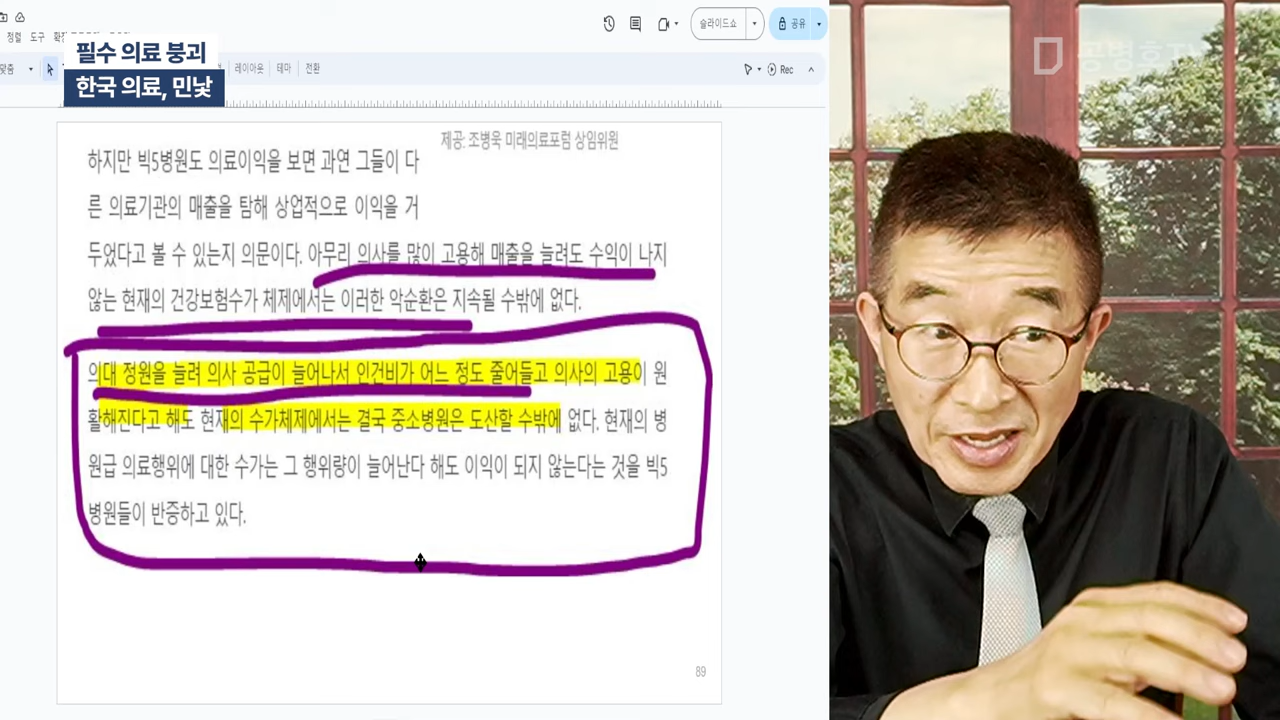 정렬 도구
필수 의료 붕괴
한국 의료, 민낯
맞춤
레이아웃 테마 전환
슬라이드쇼
공유
Rec
공병호TV
제공: 조병욱 미래의료포럼 상임위원
하지만 빅5병원도 의료이익을 보면 과연 그들이 다
른 의료기관의 매출을 탐해 상업적으로 이익을 거
두었다고 볼 수 있는지 의문이다. 아무리 의사를 많이 고용해 매출을 늘려도 수익이 나지
않는 현재의 건강보험수가 체제에서는 이러한 악순환은 지속될 수밖에 없다.
의대 정원을 늘려 의사 공급이 늘어나서 인건비가 어느 정도 줄어들고 의사의 고용이 원
활해진다고 해도 현재의 수가체제에서는 결국 중소병원은 도산할 수밖에 없다. 현재의 병
원급 의료행위에 대한 수가는 그 행위량이 늘어난다 해도 이익이 되지 않는다는 것을 빅5
병원들이 반증하고 있다.
89